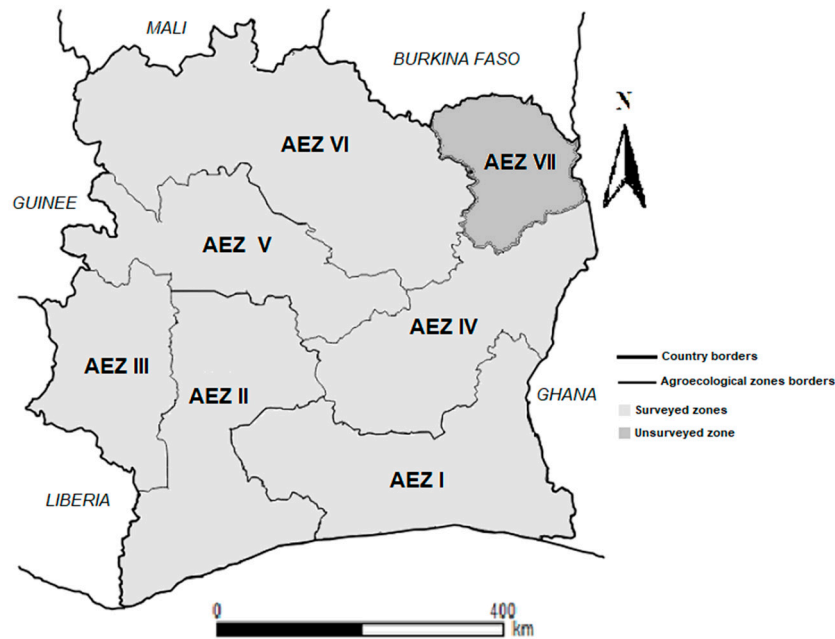 MALI
BURKINA FASO
N
AEZ VI
AEZ VII
GUINEE
AEZ V
AEZ IV
AEZ III
AEZ II
GHANA
Country borders
Agroecological zones borders
Surveyed zones
Unsurveyed zone
AEZ I
LIBERIA
0 400
km